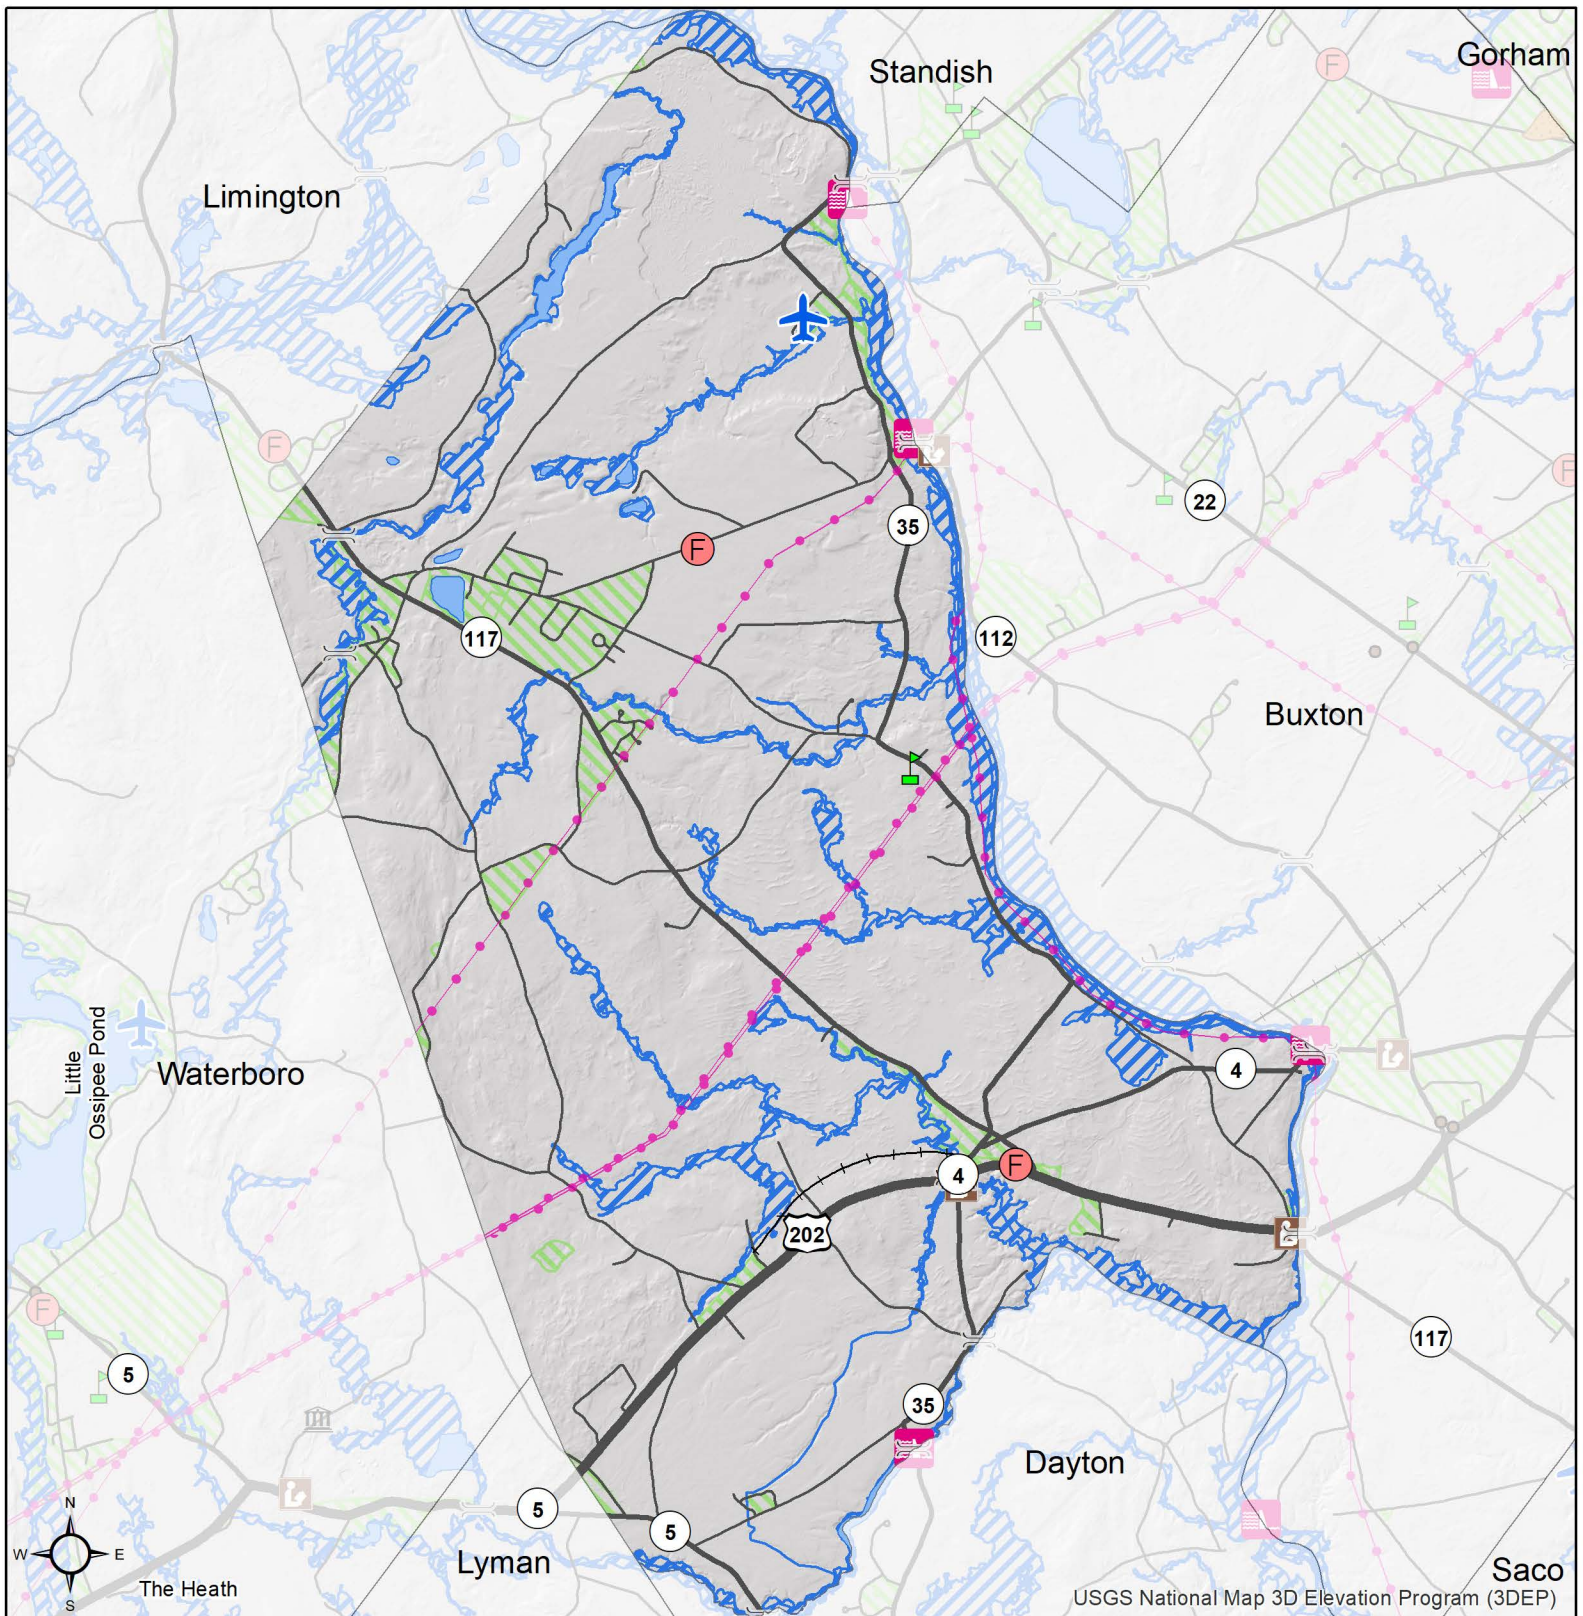 Standish
Gorham
F
Limington
F
F
22
35
F
117
112
Buxton
Little
Ossipee Pond
Waterboro
4
4
F
202
F
5
117
35
Dayton
5
5
N
W
E
S
The Heath
Lyman
Saco
USGS National Map 3D Elevation Program (3DEP)